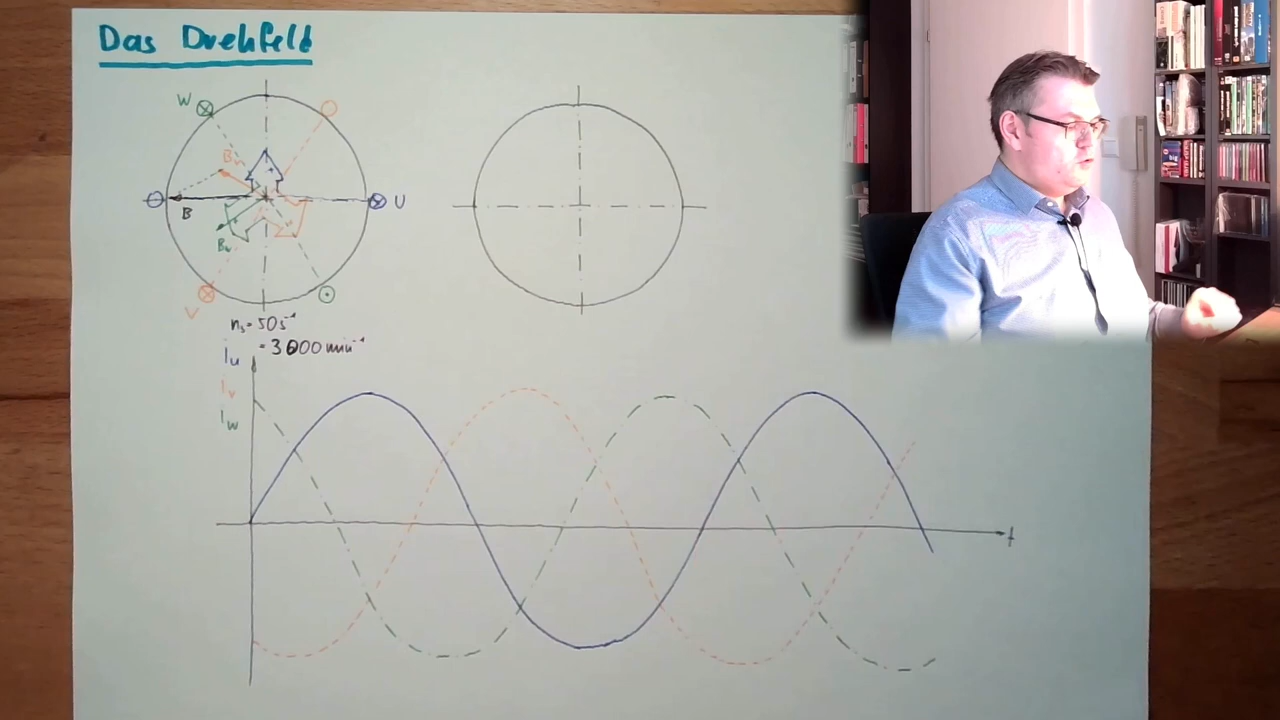 Das Drehfeld
W
B
U
V
n_s = 50 s⁻¹
= 3000 min⁻¹
I_U
I_V
I_W
t